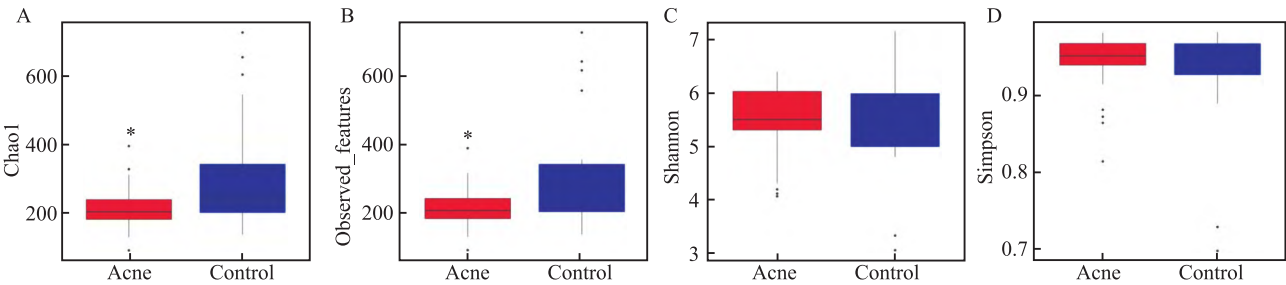 A
Chao1
600
400
200
*
Acne
Control
B
Observed_features
600
400
200
*
Acne
Control
C
Shannon
7
6
5
4
3
Acne
Control
D
Simpson
0.9
0.8
0.7
Acne
Control